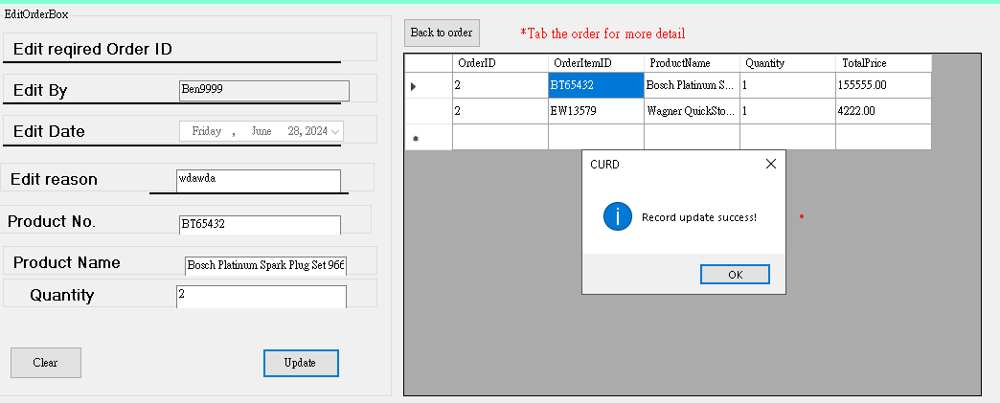 EditOrderBox
Edit reqired Order ID
Edit By
Ben9999
Edit Date
Friday , June 28, 2024
Edit reason
wdawda
Product No.
BT65432
Product Name
Bosch Platinum Spark Plug Set 966
Quantity
2
Clear
Update
Back to order
*Tab the order for more detail
OrderID OrderItemID ProductName Quantity TotalPrice
2 BT65432 Bosch Platinum S... 1 155555.00
2 EW13579 Wagner QuickSto... 1 4222.00
CURD
Record update success!
OK